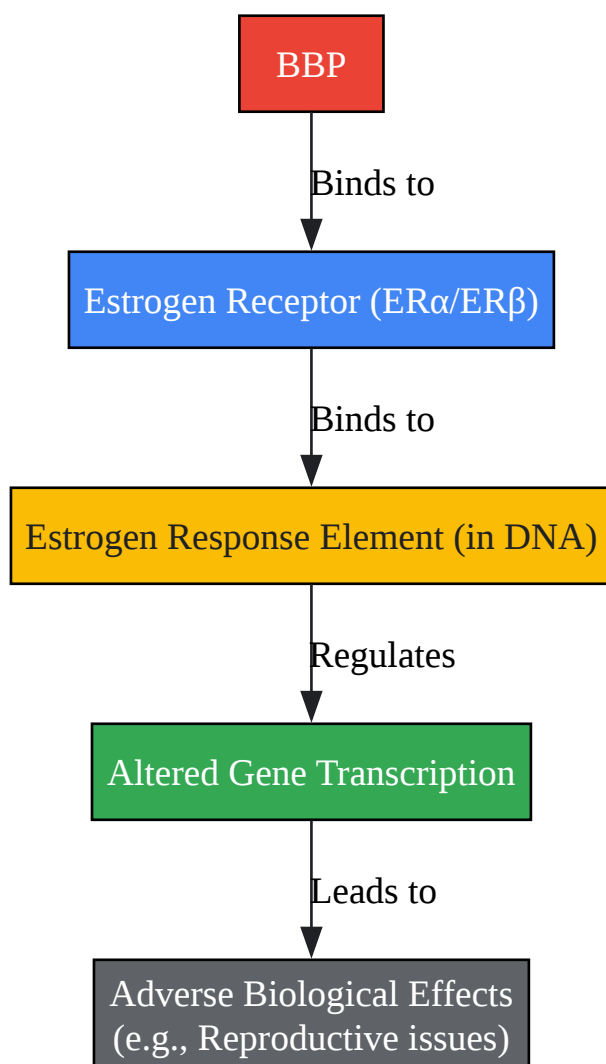 BBP
Binds to
Estrogen Receptor (ERα/ERβ)
Binds to
Estrogen Response Element (in DNA)
Regulates
Altered Gene Transcription
Leads to
Adverse Biological Effects
(e.g., Reproductive issues)